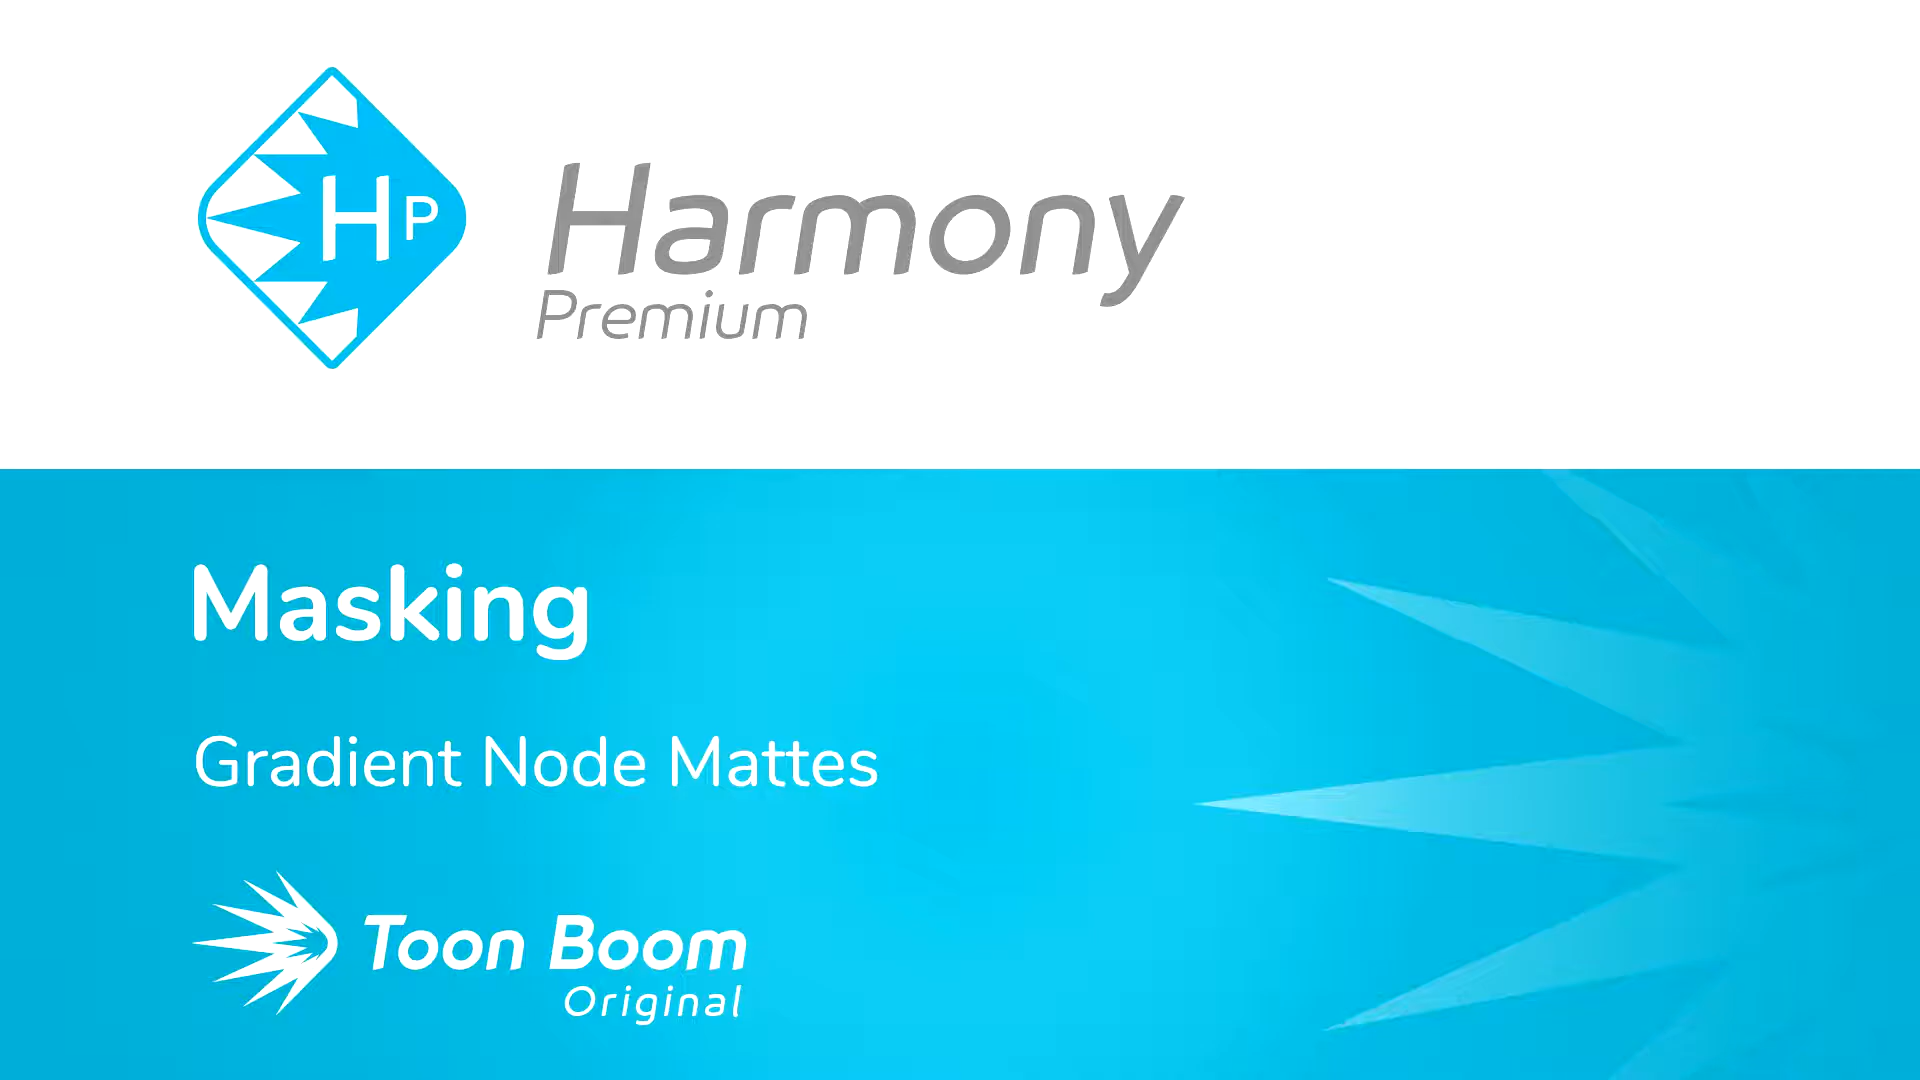 HP
Harmony
Premium
Masking
Gradient Node Mattes
Toon Boom
Original